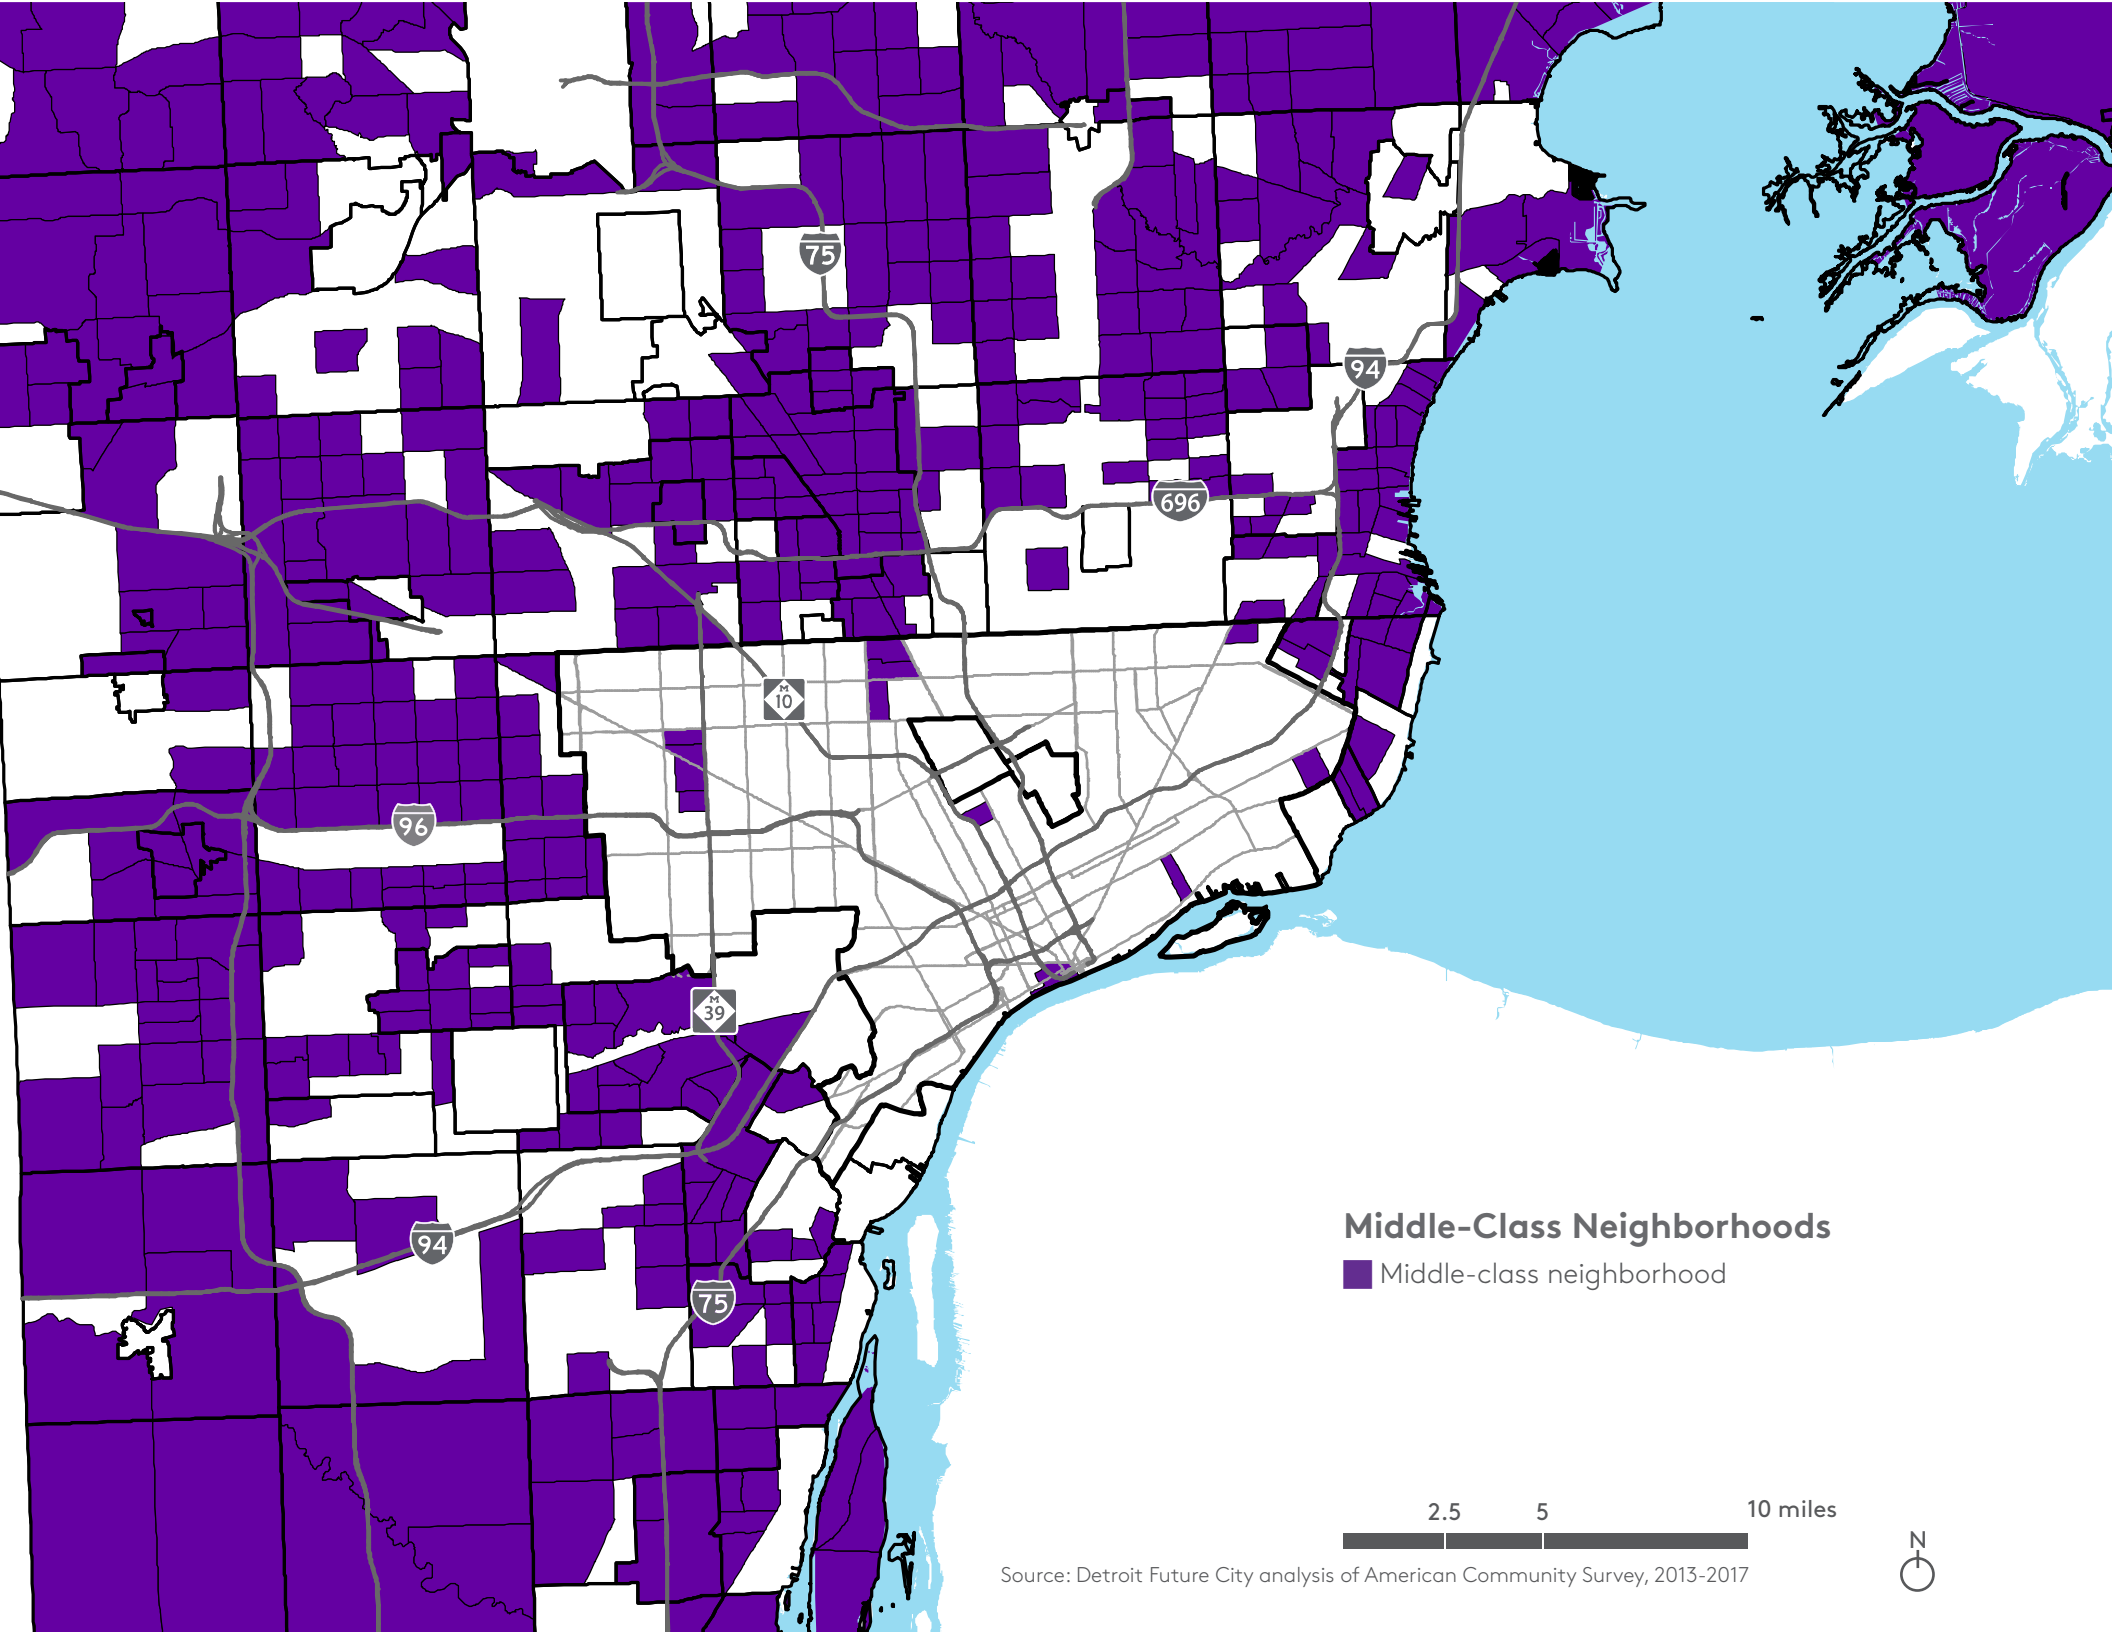 75
94
696
M
10
96
M
39
94
75
Middle-Class Neighborhoods
Middle-class neighborhood
2.5 5 10 miles
N
Source: Detroit Future City analysis of American Community Survey, 2013-2017